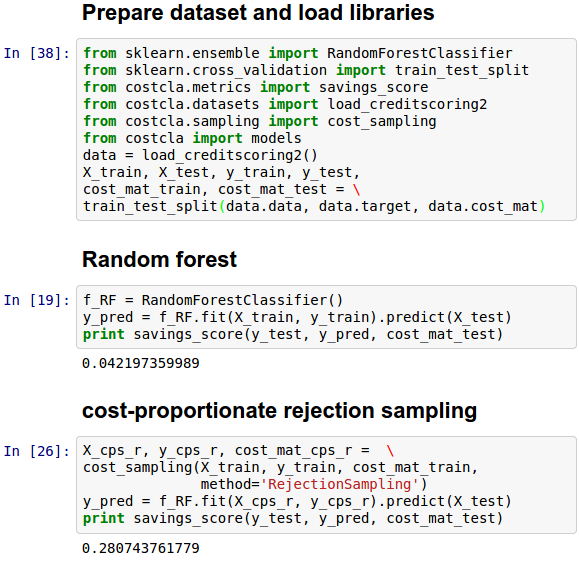 Prepare dataset and load libraries
In [38]: from sklearn.ensemble import RandomForestClassifier
from sklearn.cross_validation import train_test_split
from costcla.metrics import savings_score
from costcla.datasets import load_creditscoring2
from costcla.sampling import cost_sampling
from costcla import models
data = load_creditscoring2()
X_train, X_test, y_train, y_test,
cost_mat_train, cost_mat_test = \
train_test_split(data.data, data.target, data.cost_mat)
Random forest
In [19]: f_RF = RandomForestClassifier()
y_pred = f_RF.fit(X_train, y_train).predict(X_test)
print savings_score(y_test, y_pred, cost_mat_test)
0.042197359989
cost-proportionate rejection sampling
In [26]: X_cps_r, y_cps_r, cost_mat_cps_r =  \
cost_sampling(X_train, y_train, cost_mat_train,
              method='RejectionSampling')
y_pred = f_RF.fit(X_cps_r, y_cps_r).predict(X_test)
print savings_score(y_test, y_pred, cost_mat_test)
0.280743761779